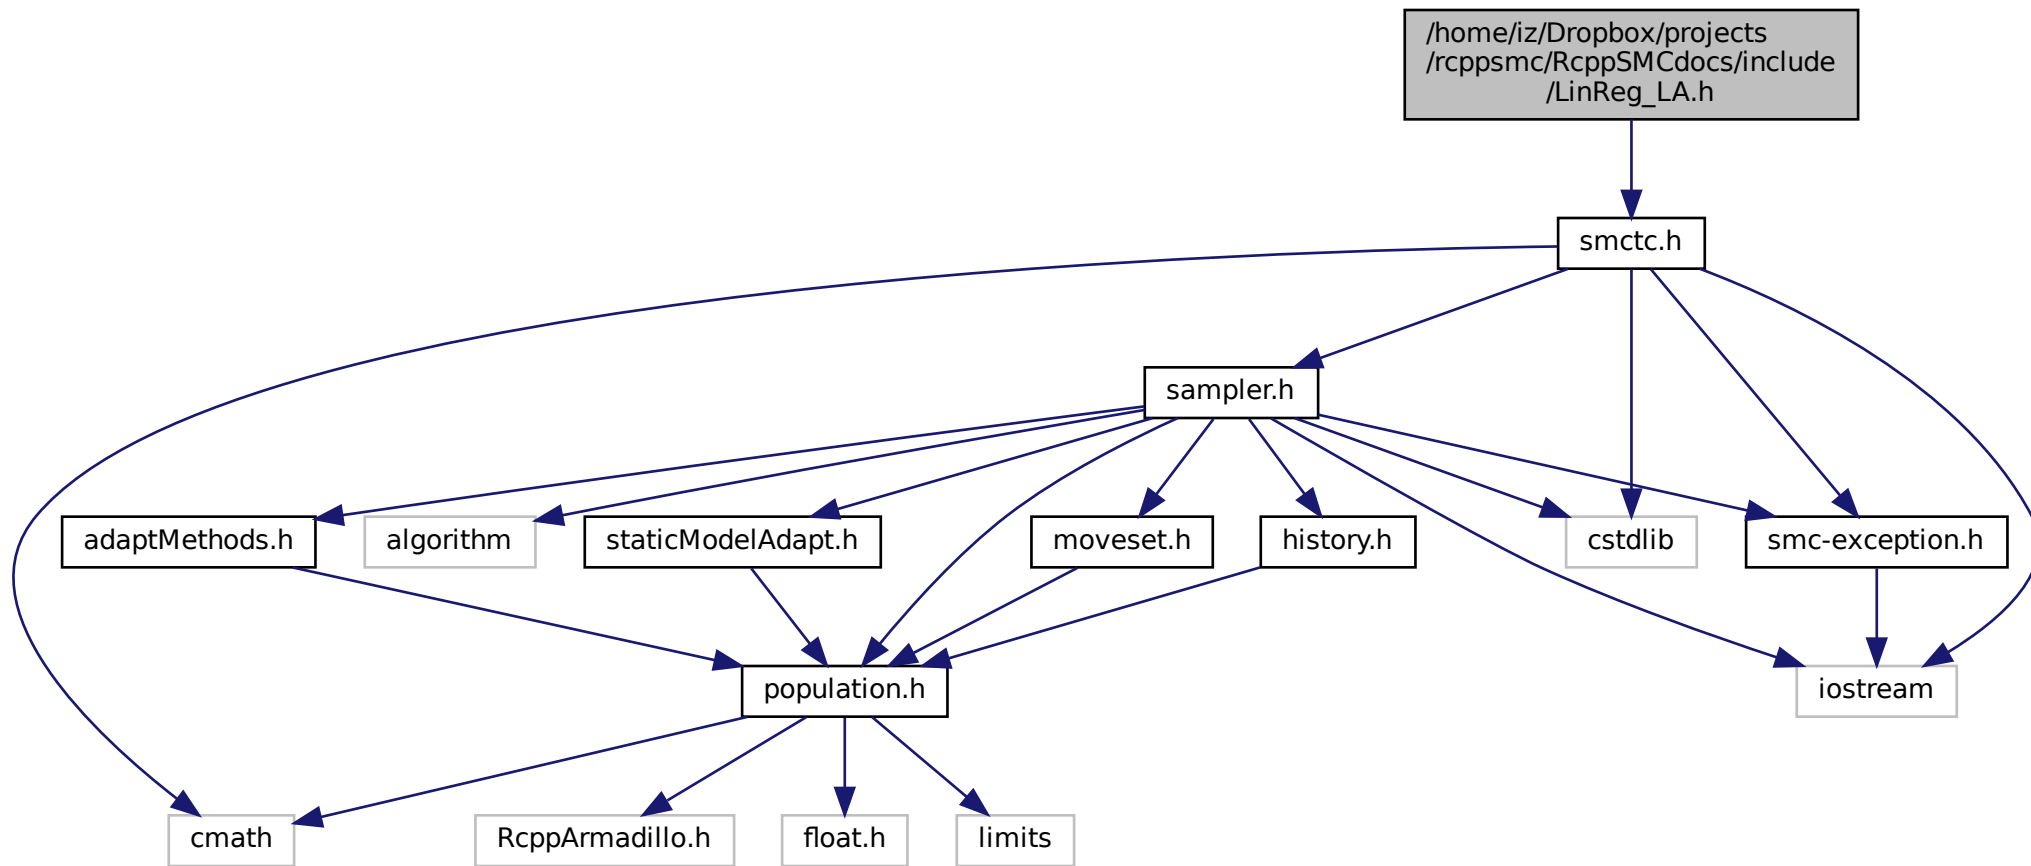 /home/iz/Dropbox/projects
/rcppsmc/RcppSMCdocs/include
/LinReg_LA.h
smctc.h
sampler.h
adaptMethods.h
algorithm
staticModelAdapt.h
moveset.h
history.h
cstdlib
smc-exception.h
population.h
iostream
cmath
RcppArmadillo.h
float.h
limits